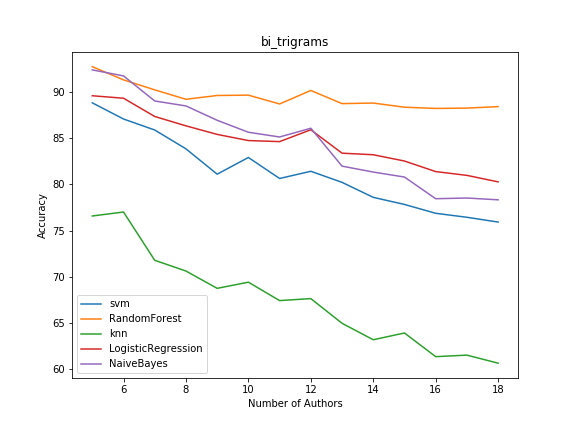 bi_trigrams
Accuracy
90
85
80
75
70
65
60
svm
RandomForest
knn
LogisticRegression
NaiveBayes
6 8 10 12 14 16 18
Number of Authors